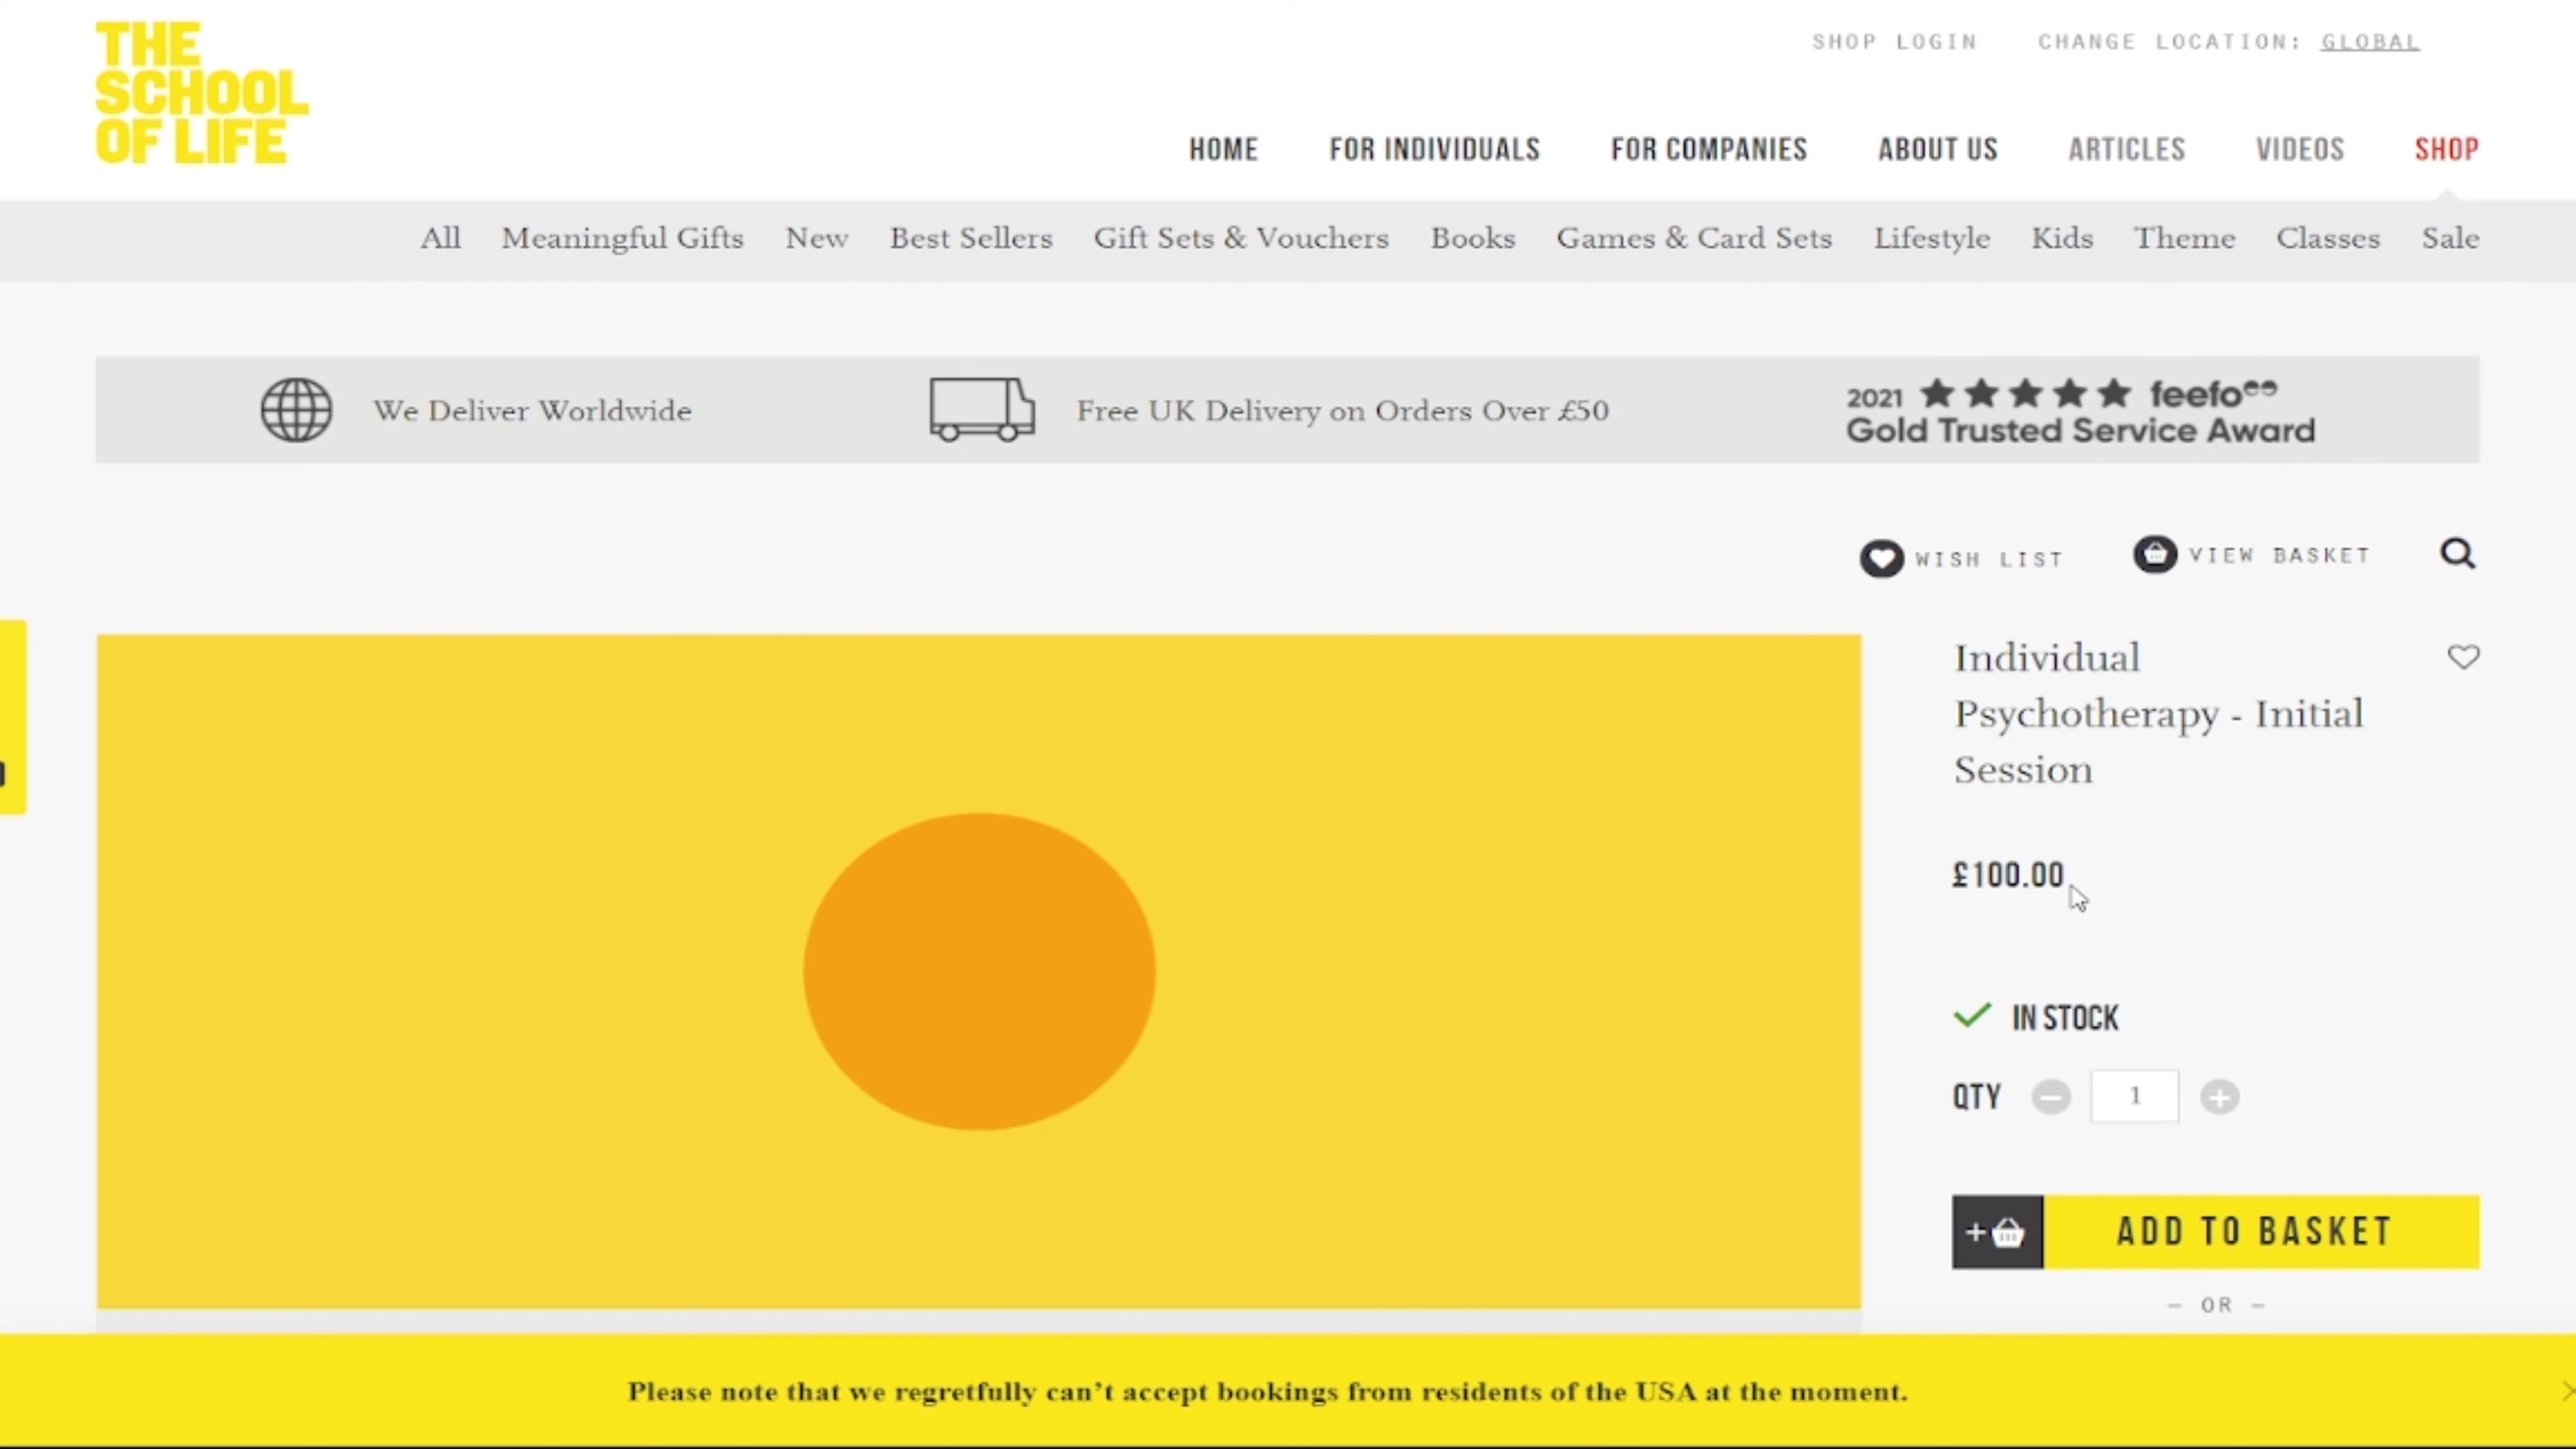 THE
SCHOOL
OF LIFE
SHOP LOGIN CHANGE LOCATION: GLOBAL
HOME FOR INDIVIDUALS FOR COMPANIES ABOUT US ARTICLES VIDEOS SHOP
All Meaningful Gifts New Best Sellers Gift Sets & Vouchers Books Games & Card Sets Lifestyle Kids Theme Classes Sale
We Deliver Worldwide
Free UK Delivery on Orders Over £50
2021 feefo
Gold Trusted Service Award
WISH LIST VIEW BASKET
Individual
Psychotherapy - Initial
Session
£100.00
IN STOCK
QTY 1
+ ADD TO BASKET
– OR –
Please note that we regretfully can't accept bookings from residents of the USA at the moment.